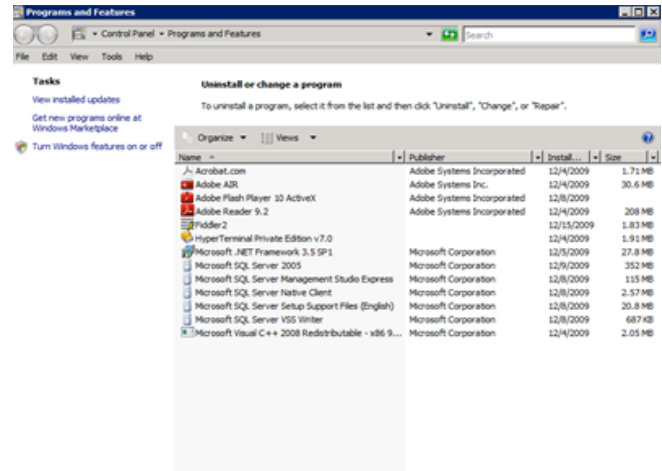 Programs and Features
Control Panel Programs and Features
Search
File Edit View Tools Help
Tasks
View installed updates
Get new programs online at
Windows Marketplace
Turn Windows features on or off
Uninstall or change a program
To uninstall a program, select it from the list and then click "Uninstall", "Change", or "Repair".
Organize Views
Name Publisher Install... Size
Acrobat.com Adobe Systems Incorporated 12/4/2009 1.71 MB
Adobe AIR Adobe Systems Inc. 12/4/2009 30.6 MB
Adobe Flash Player 10 ActiveX Adobe Systems Incorporated 12/8/2009
Adobe Reader 9.2 Adobe Systems Incorporated 12/4/2009 208 MB
Fiddler2 12/15/2009 1.83 MB
HyperTerminal Private Edition v7.0 12/4/2009 1.91 MB
Microsoft .NET Framework 3.5 SP1 Microsoft Corporation 12/5/2009 27.8 MB
Microsoft SQL Server 2005 Microsoft Corporation 12/9/2009 352 MB
Microsoft SQL Server Management Studio Express Microsoft Corporation 12/8/2009 115 MB
Microsoft SQL Server Native Client Microsoft Corporation 12/8/2009 2.57 MB
Microsoft SQL Server Setup Support Files (English) Microsoft Corporation 12/8/2009 20.8 MB
Microsoft SQL Server VSS Writer Microsoft Corporation 12/8/2009 687 KB
Microsoft Visual C++ 2008 Redistributable - x86 9.... Microsoft Corporation 12/4/2009 2.05 MB